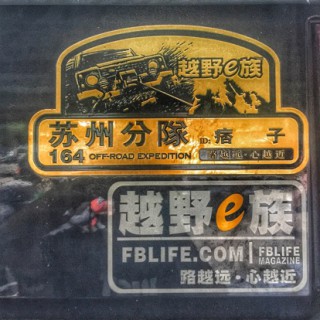 越野e族
苏州分隊 ID: 痞 子
164 OFF-ROAD EXPEDITION 路越远·心越近
越野e族
FBLIFE.COM FBLIFE MAGAZINE
路越远·心越近